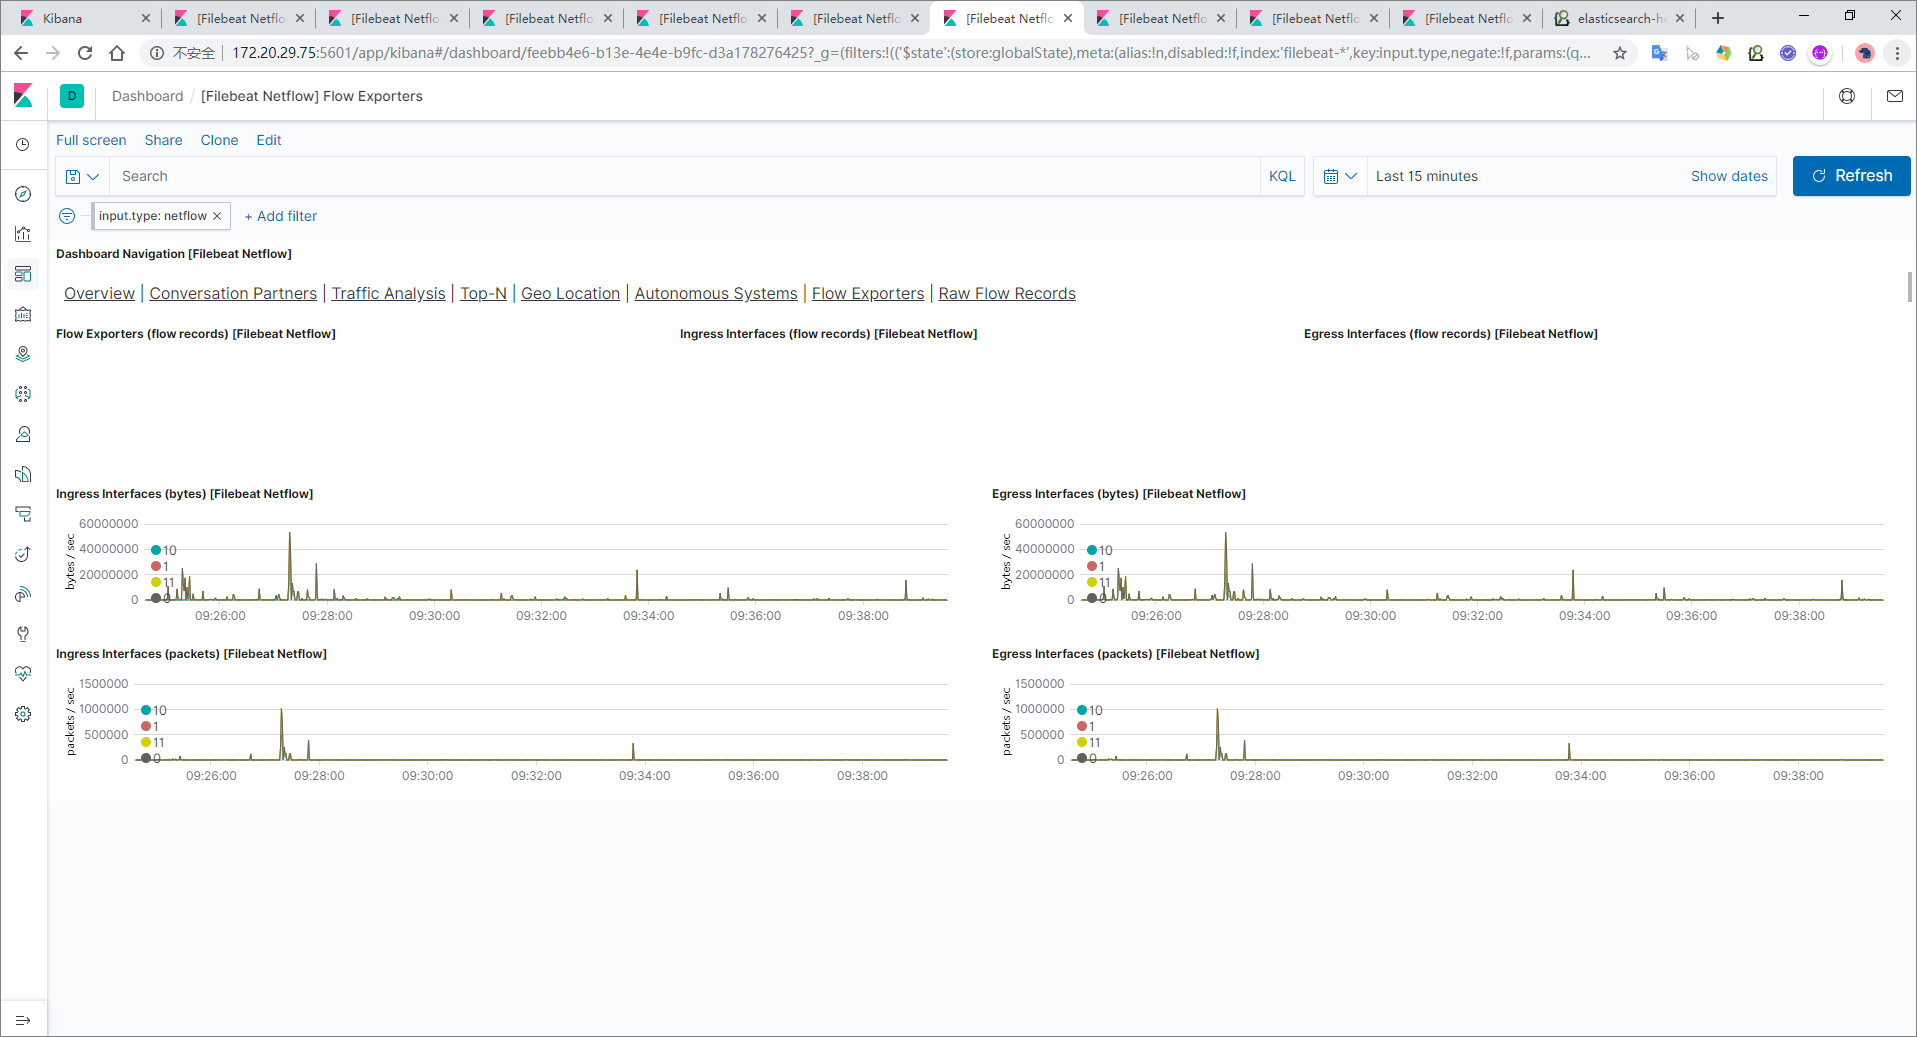 Kibana
[Filebeat Netflo
[Filebeat Netflo
[Filebeat Netflo
[Filebeat Netflo
[Filebeat Netflo
[Filebeat Netflo
[Filebeat Netflo
[Filebeat Netflo
[Filebeat Netflo
elasticsearch-he
不安全 172.20.29.75:5601/app/kibana#/dashboard/feebb4e6-b13e-4e4e-b9fc-d3a178276425?_g=(filters:!(('$state':(store:globalState),meta:(alias:!n,disabled:!f,index:'filebeat-*',key:input.type,negate:!f,params:(q...
D Dashboard / [Filebeat Netflow] Flow Exporters
Full screen Share Clone Edit
Search KQL Last 15 minutes Show dates Refresh
input.type: netflow × + Add filter
Dashboard Navigation [Filebeat Netflow]
Overview | Conversation Partners | Traffic Analysis | Top-N | Geo Location | Autonomous Systems | Flow Exporters | Raw Flow Records
Flow Exporters (flow records) [Filebeat Netflow]
Ingress Interfaces (flow records) [Filebeat Netflow]
Egress Interfaces (flow records) [Filebeat Netflow]
Ingress Interfaces (bytes) [Filebeat Netflow]
bytes / sec
60000000
40000000
20000000
0
10
1
11
0
09:26:00 09:28:00 09:30:00 09:32:00 09:34:00 09:36:00 09:38:00
Egress Interfaces (bytes) [Filebeat Netflow]
bytes / sec
60000000
40000000
20000000
0
10
1
11
0
09:26:00 09:28:00 09:30:00 09:32:00 09:34:00 09:36:00 09:38:00
Ingress Interfaces (packets) [Filebeat Netflow]
packets / sec
1500000
1000000
500000
0
10
1
11
0
09:26:00 09:28:00 09:30:00 09:32:00 09:34:00 09:36:00 09:38:00
Egress Interfaces (packets) [Filebeat Netflow]
packets / sec
1500000
1000000
500000
0
10
1
11
0
09:26:00 09:28:00 09:30:00 09:32:00 09:34:00 09:36:00 09:38:00